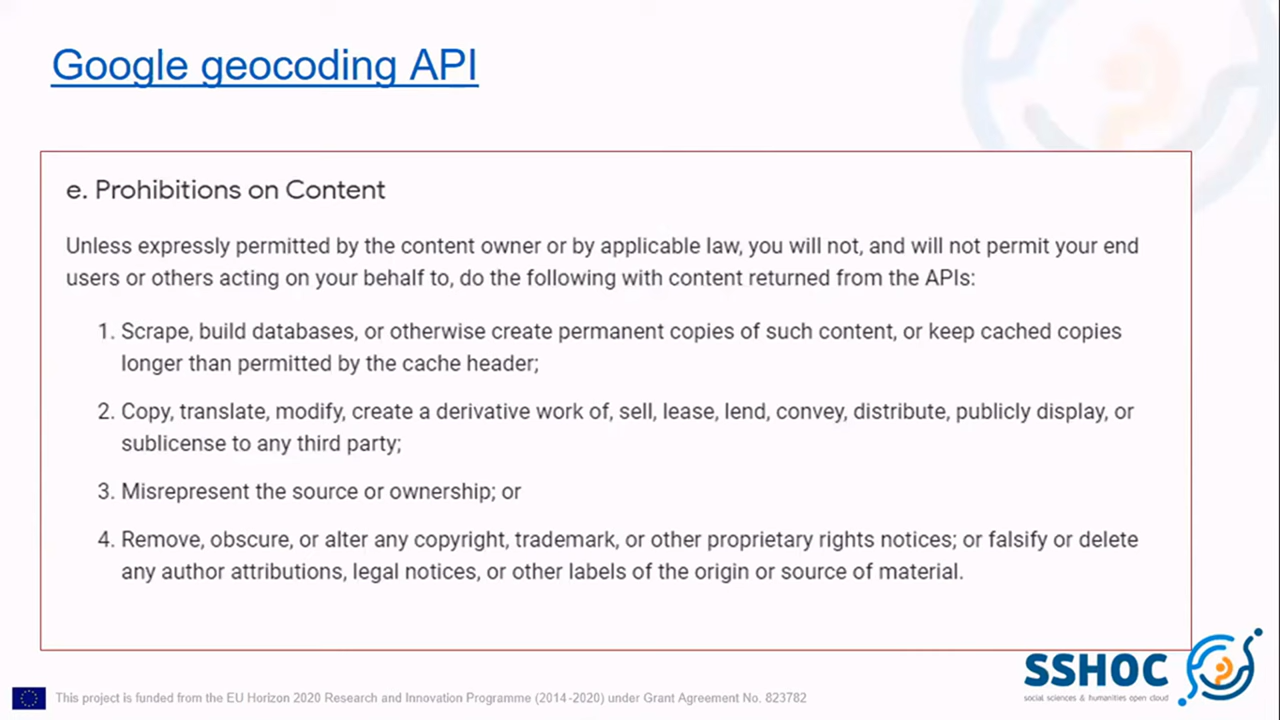 Google geocoding API
e. Prohibitions on Content
Unless expressly permitted by the content owner or by applicable law, you will not, and will not permit your end
users or others acting on your behalf to, do the following with content returned from the APIs:
1. Scrape, build databases, or otherwise create permanent copies of such content, or keep cached copies
longer than permitted by the cache header;
2. Copy, translate, modify, create a derivative work of, sell, lease, lend, convey, distribute, publicly display, or
sublicense to any third party;
3. Misrepresent the source or ownership; or
4. Remove, obscure, or alter any copyright, trademark, or other proprietary rights notices; or falsify or delete
any author attributions, legal notices, or other labels of the origin or source of material.
SSHOC
social sciences & humanities open cloud
This project is funded from the EU Horizon 2020 Research and Innovation Programme (2014-2020) under Grant Agreement No. 823782